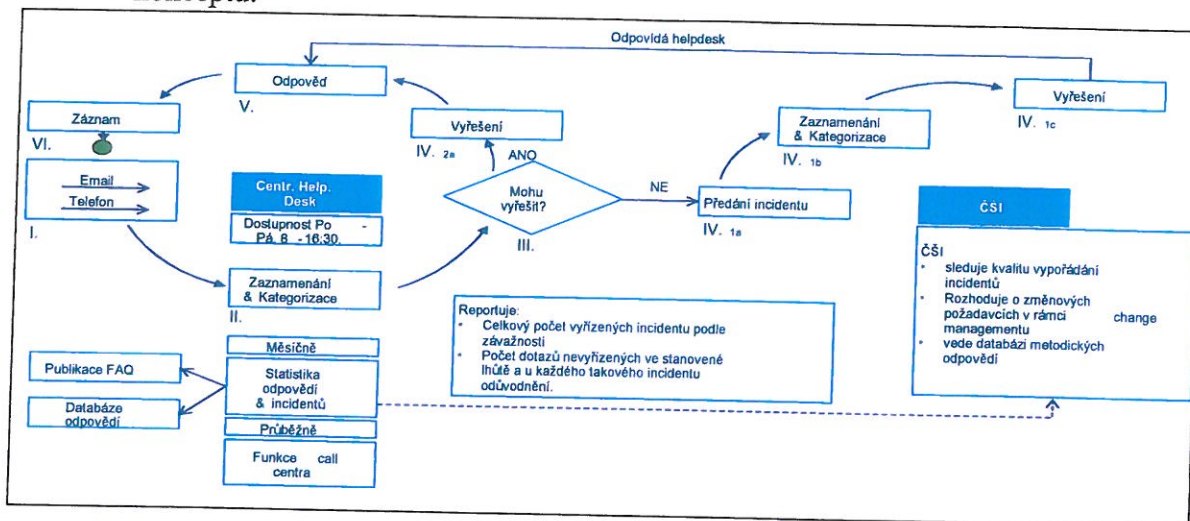 Odpovídá helpdesk
Odpověď
V.
Vyřešení
IV. 1c
Záznam
VI.
Vyřešení
IV. 2a
Zaznamenání
& Kategorizace
IV. 1b
Email
Telefon
I.
Centr. Help.
Desk
Dostupnost Po -
Pá, 8 - 16:30.
ANO
Mohu
vyřešit?
III.
NE
Předání incidentu
IV. 1a
Zaznamenání
& Kategorizace
II.
ČSI
ČSI
• sleduje kvalitu vypořádání
incidentů
• Rozhoduje o změnových
požadavcích v rámci change
managementu
• vede databázi metodických
odpovědí
Reportuje:
• Celkový počet vyřízených incidentu podle
závažnosti
• Počet dotazů nevyřízených ve stanovené
lhůtě a u každého takového incidentu
odůvodnění.
Měsíčně
Publikace FAQ
Statistika
odpovědí
& incidentů
Databáze
odpovědí
Průběžně
Funkce call
centra